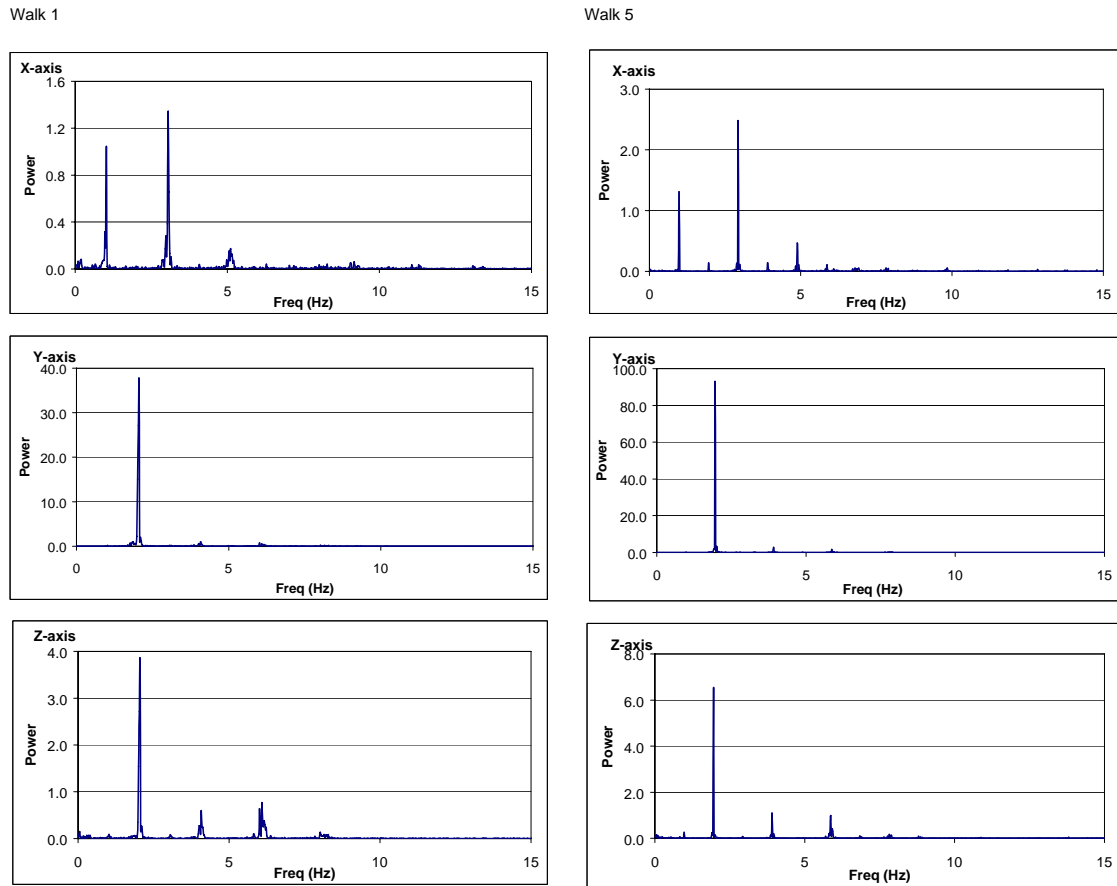 Walk 1
Walk 5
X-axis
1.6
1.2
0.8
0.4
0.0
Power
0 5 10 15
Freq (Hz)
X-axis
3.0
2.0
1.0
0.0
Power
0 5 10 15
Freq (Hz)
Y-axis
40.0
30.0
20.0
10.0
0.0
Power
0 5 10 15
Freq (Hz)
Y-axis
100.0
80.0
60.0
40.0
20.0
0.0
Power
0 5 10 15
Freq (Hz)
Z-axis
4.0
3.0
2.0
1.0
0.0
Power
0 5 10 15
Freq (Hz)
Z-axis
8.0
6.0
4.0
2.0
0.0
Power
0 5 10 15
Freq (Hz)